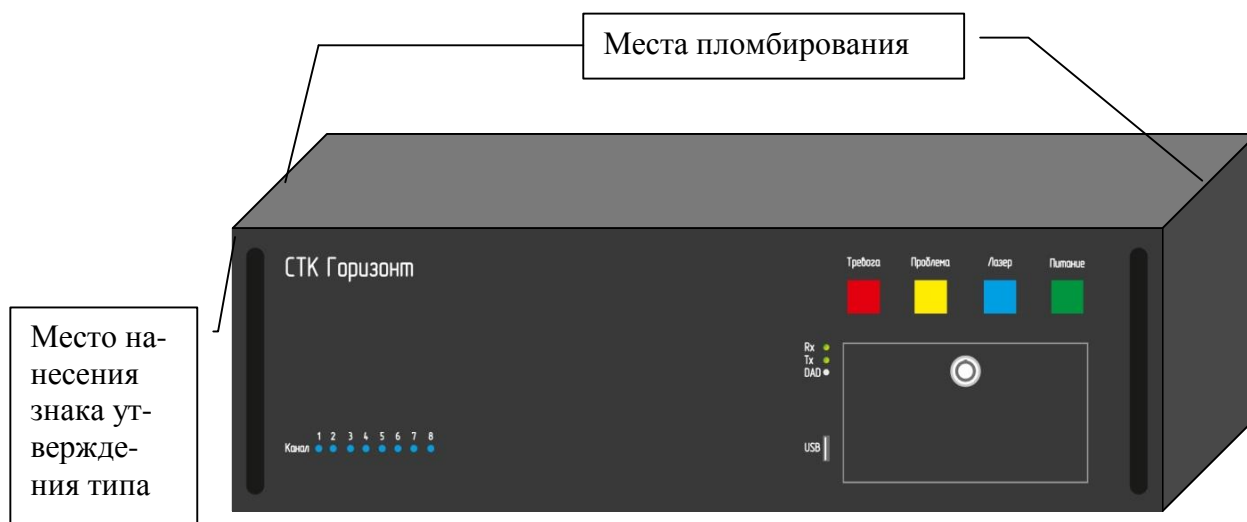 Места пломбирования
СТК Горизонт
Тревога Проблема Лазер Питание
Место на-
несения
знака ут-
вержде-
ния типа
Rx
Tx
DAD
1 2 3 4 5 6 7 8
Канал
USB